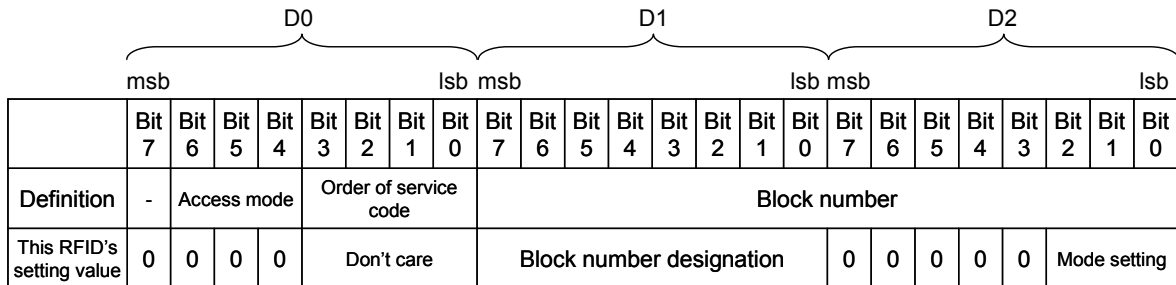 D0 D1 D2
msb lsb msb lsb msb lsb
Bit 7 Bit 6 Bit 5 Bit 4 Bit 3 Bit 2 Bit 1 Bit 0 Bit 7 Bit 6 Bit 5 Bit 4 Bit 3 Bit 2 Bit 1 Bit 0 Bit 7 Bit 6 Bit 5 Bit 4 Bit 3 Bit 2 Bit 1 Bit 0
Definition - Access mode Order of service code Block number
This RFID's setting value 0 0 0 0 Don't care Block number designation 0 0 0 0 0 Mode setting